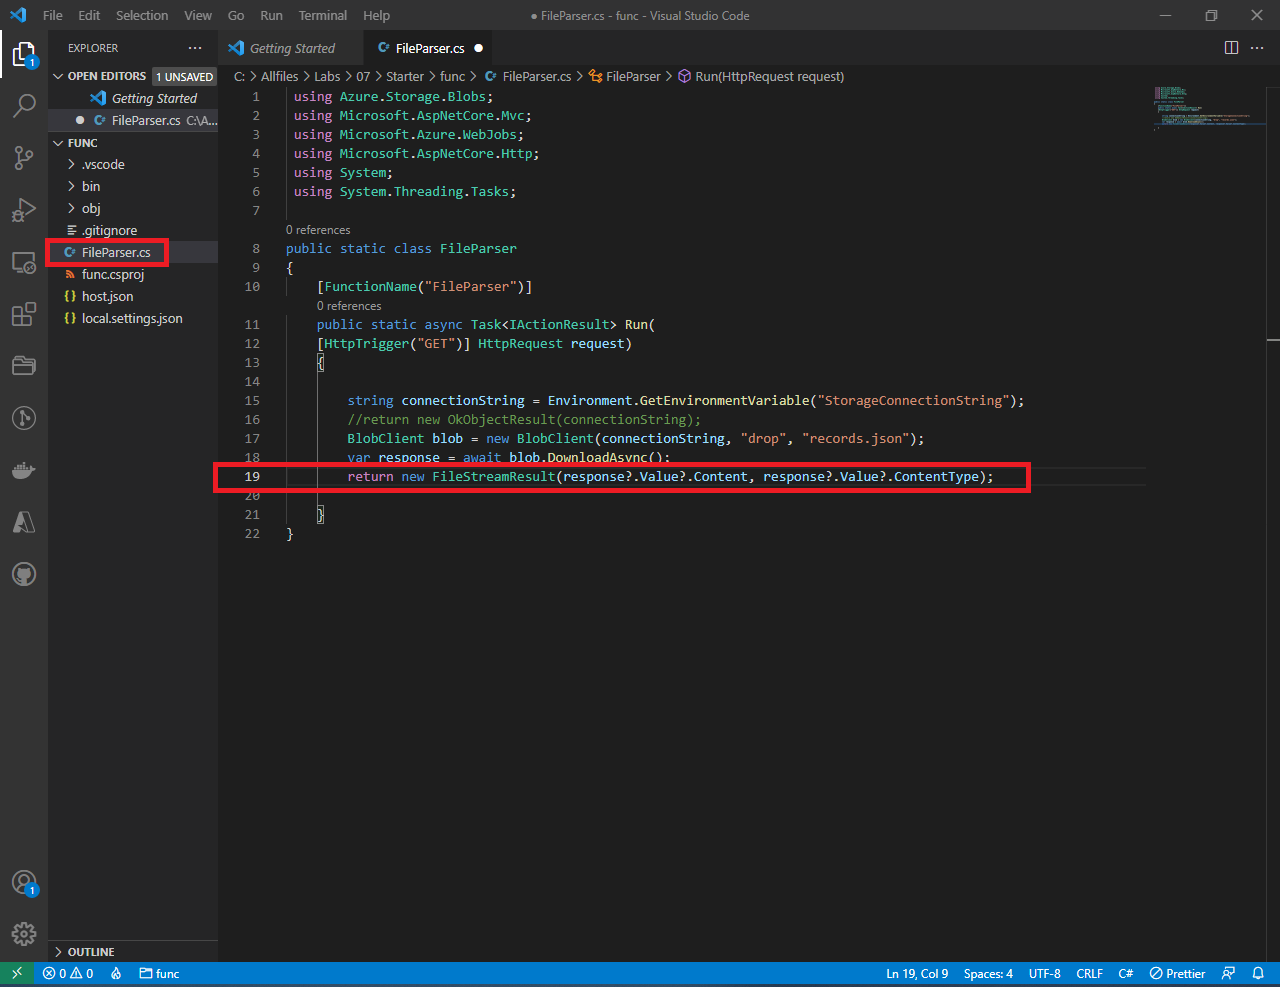 File Edit Selection View Go Run Terminal Help
● FileParser.cs - func - Visual Studio Code
EXPLORER ···
OPEN EDITORS 1 UNSAVED
Getting Started
● FileParser.cs C:\A...
FUNC
.vscode
bin
obj
.gitignore
FileParser.cs
func.csproj
host.json
local.settings.json
OUTLINE
1
1
Getting Started
FileParser.cs ●
C: > Allfiles > Labs > 07 > Starter > func > FileParser.cs > FileParser > Run(HttpRequest request)
1 using Azure.Storage.Blobs;
2 using Microsoft.AspNetCore.Mvc;
3 using Microsoft.Azure.WebJobs;
4 using Microsoft.AspNetCore.Http;
5 using System;
6 using System.Threading.Tasks;
7
0 references
8 public static class FileParser
9 {
10 [FunctionName("FileParser")]
0 references
11 public static async Task<IActionResult> Run(
12 [HttpTrigger("GET")] HttpRequest request)
13 {
14
15 string connectionString = Environment.GetEnvironmentVariable("StorageConnectionString");
16 //return new OkObjectResult(connectionString);
17 BlobClient blob = new BlobClient(connectionString, "drop", "records.json");
18 var response = await blob.DownloadAsync();
19 return new FileStreamResult(response?.Value?.Content, response?.Value?.ContentType);
20
21 }
22 }
0 0 func
Ln 19, Col 9 Spaces: 4 UTF-8 CRLF C# Prettier